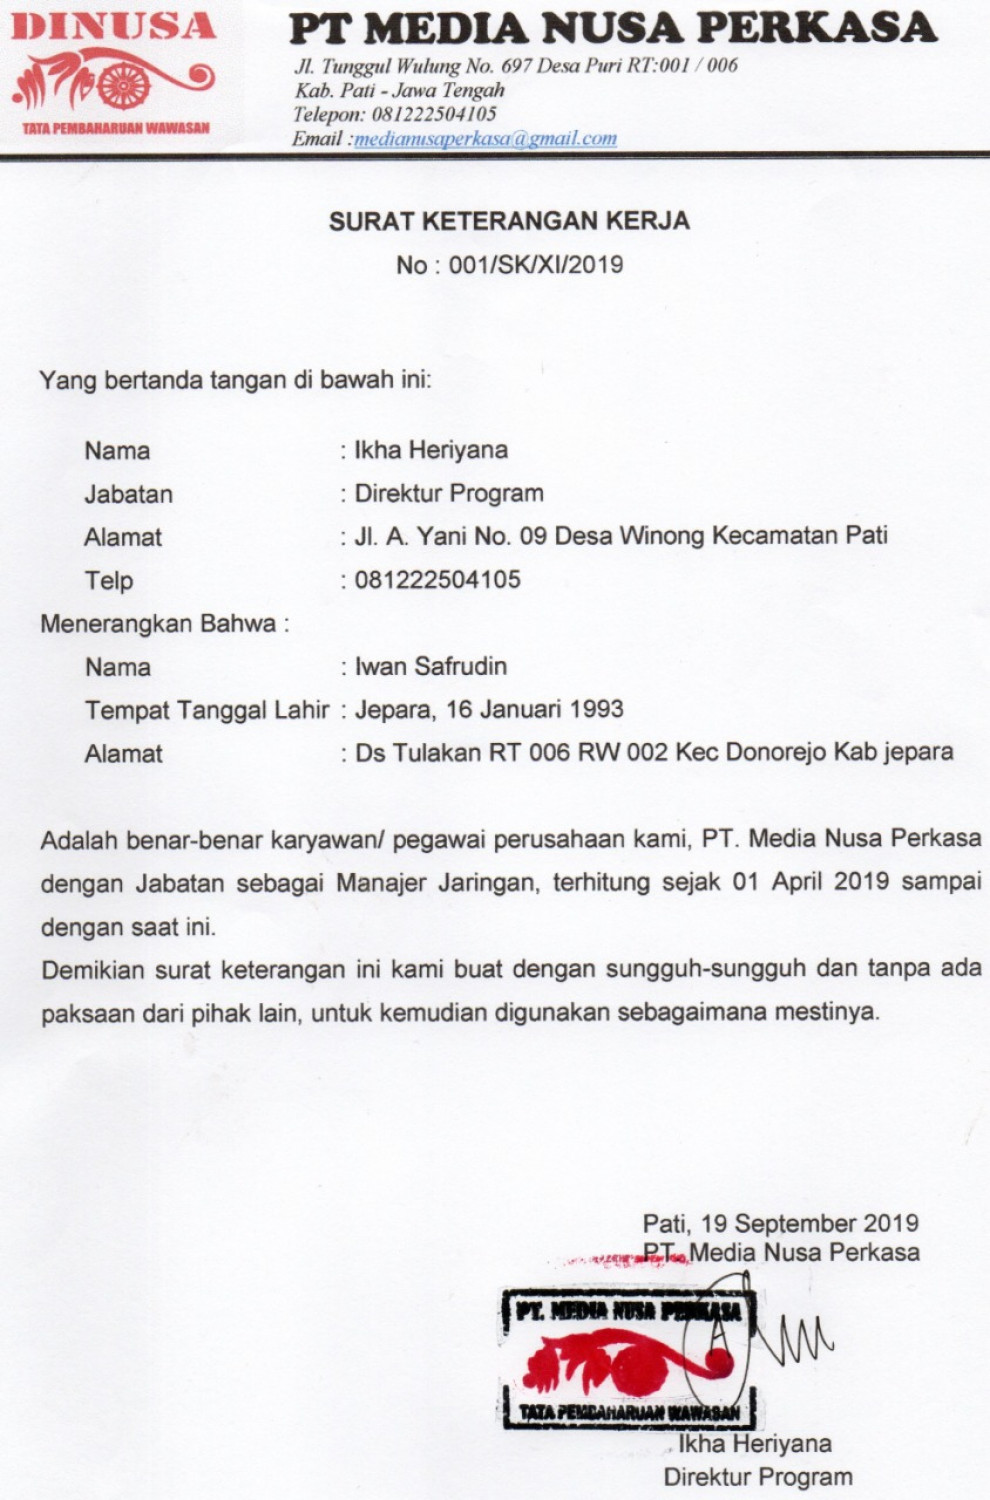 DINUSA
TATA PEMBAHARUAN WAWASAN
PT MEDIA NUSA PERKASA
Jl. Tunggul Wulung No. 697 Desa Puri RT:001 / 006
Kab. Pati - Jawa Tengah
Telepon: 081222504105
Email :medianusaperkasa@gmail.com
SURAT KETERANGAN KERJA
No : 001/SK/XI/2019
Yang bertanda tangan di bawah ini:
Nama : Ikha Heriyana
Jabatan : Direktur Program
Alamat : Jl. A. Yani No. 09 Desa Winong Kecamatan Pati
Telp : 081222504105
Menerangkan Bahwa :
Nama : Iwan Safrudin
Tempat Tanggal Lahir : Jepara, 16 Januari 1993
Alamat : Ds Tulakan RT 006 RW 002 Kec Donorejo Kab jepara
Adalah benar-benar karyawan/ pegawai perusahaan kami, PT. Media Nusa Perkasa
dengan Jabatan sebagai Manajer Jaringan, terhitung sejak 01 April 2019 sampai
dengan saat ini.
Demikian surat keterangan ini kami buat dengan sungguh-sungguh dan tanpa ada
paksaan dari pihak lain, untuk kemudian digunakan sebagaimana mestinya.
Pati, 19 September 2019
PT. Media Nusa Perkasa
PT. MEDIA NUSA PERKASA
TATA PEMBAHARUAN WAWASAN
Ikha Heriyana
Direktur Program